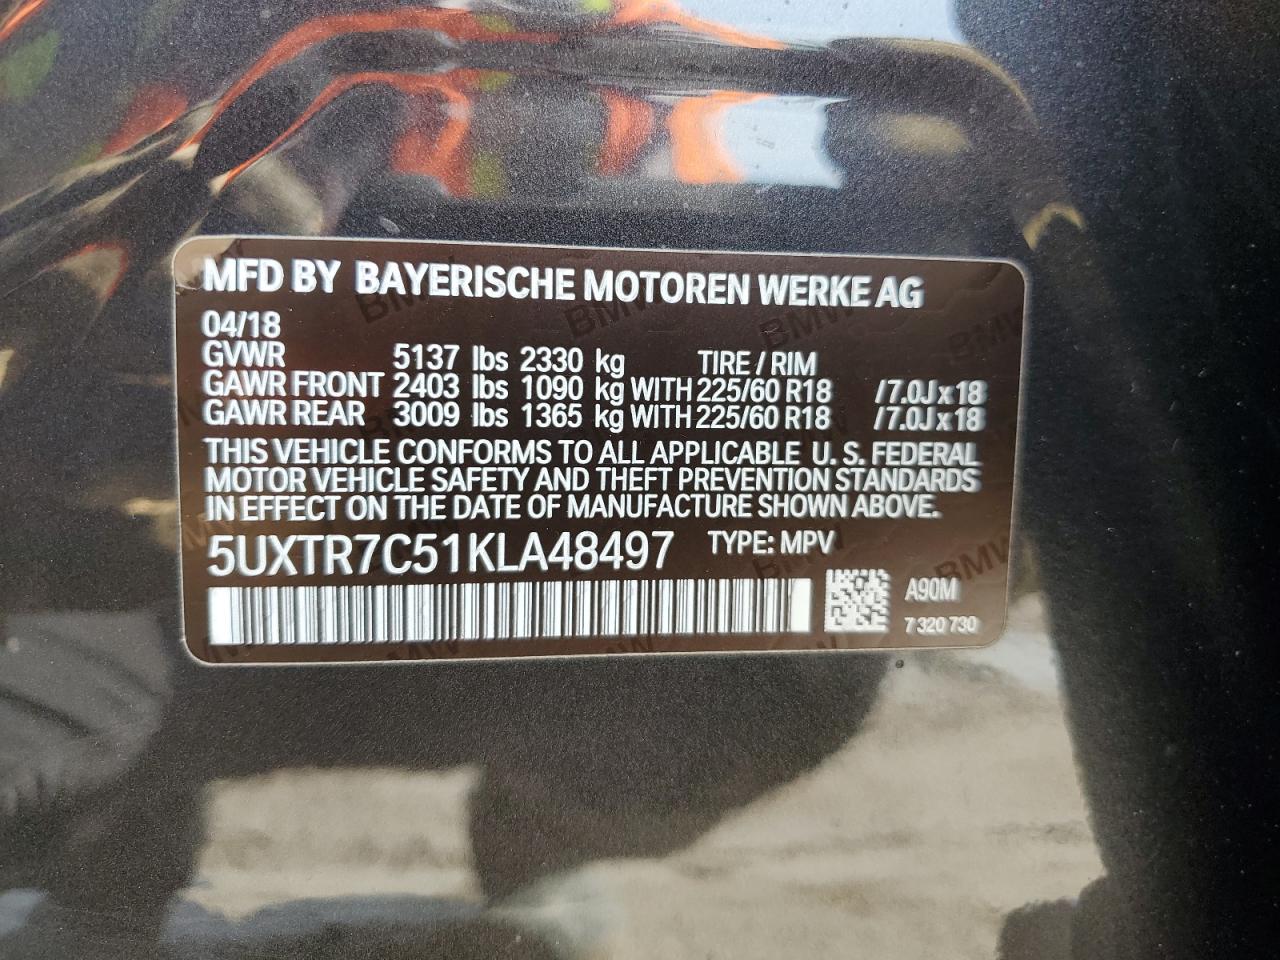 MFD BY BAYERISCHE MOTOREN WERKE AG
04/18
GVWR 5137 lbs 2330 kg TIRE / RIM
GAWR FRONT 2403 lbs 1090 kg WITH 225/60 R18 /7.0J x 18
GAWR REAR 3009 lbs 1365 kg WITH 225/60 R18 /7.0J x 18
THIS VEHICLE CONFORMS TO ALL APPLICABLE U. S. FEDERAL
MOTOR VEHICLE SAFETY AND THEFT PREVENTION STANDARDS
IN EFFECT ON THE DATE OF MANUFACTURE SHOWN ABOVE.
5UXTR7C51KLA48497 TYPE: MPV
A90M
7 320 730